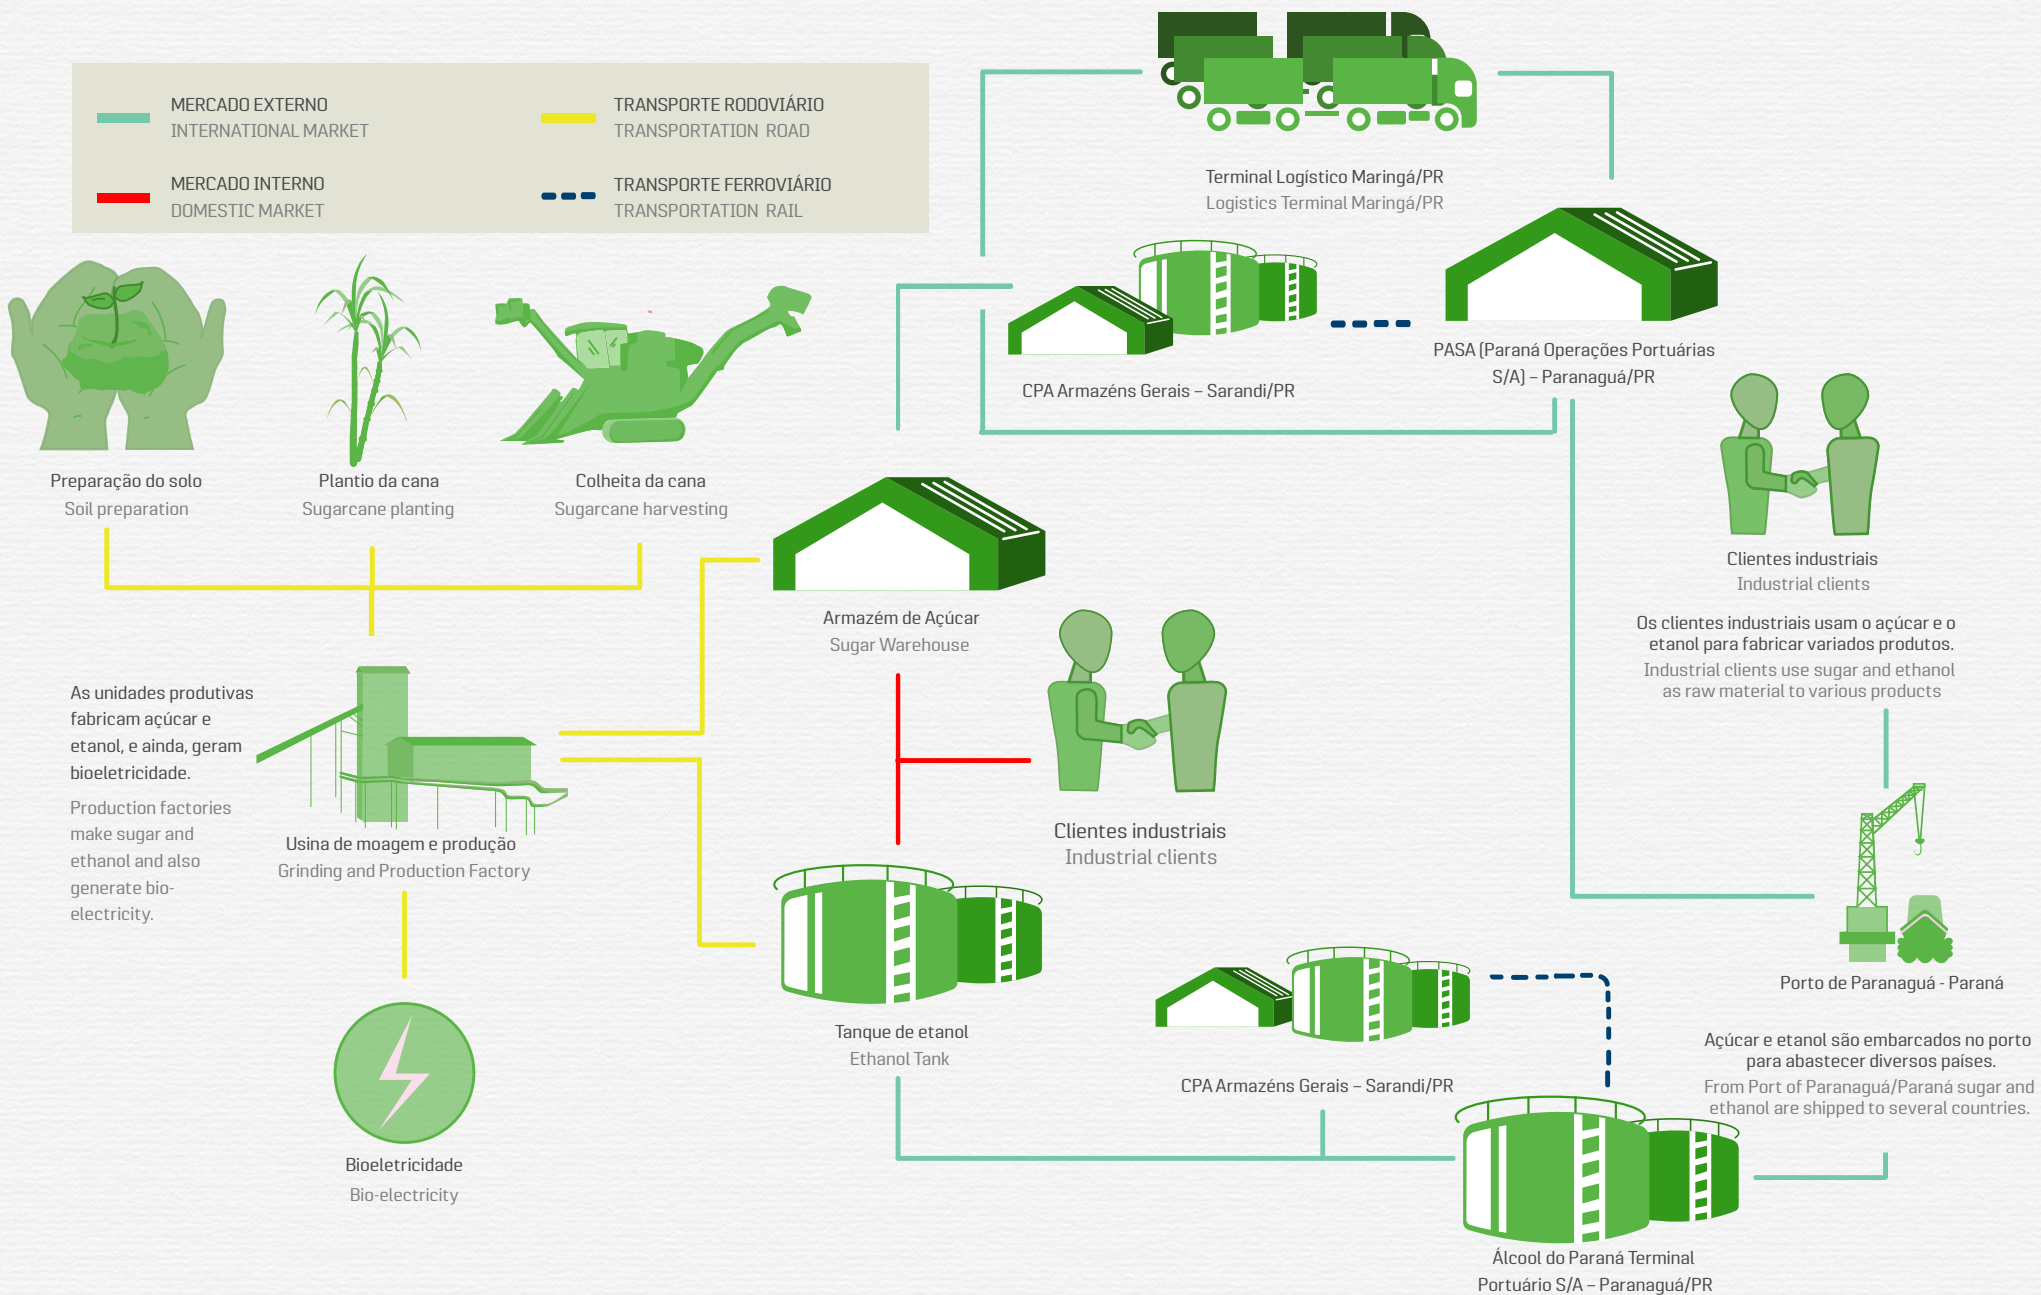 MERCADO EXTERNO
INTERNATIONAL MARKET
TRANSPORTE RODOVIÁRIO
TRANSPORTATION ROAD
MERCADO INTERNO
DOMESTIC MARKET
TRANSPORTE FERROVIÁRIO
TRANSPORTATION RAIL
Terminal Logístico Maringá/PR
Logistics Terminal Maringá/PR
CPA Armazéns Gerais – Sarandi/PR
PASA (Paraná Operações Portuárias
S/A) – Paranaguá/PR
Preparação do solo
Soil preparation
Plantio da cana
Sugarcane planting
Colheita da cana
Sugarcane harvesting
Clientes industriais
Industrial clients
Os clientes industriais usam o açúcar e o
etanol para fabricar variados produtos.
Industrial clients use sugar and ethanol
as raw material to various products
Armazém de Açúcar
Sugar Warehouse
As unidades produtivas
fabricam açúcar e
etanol, e ainda, geram
bioeletricidade.
Production factories
make sugar and
ethanol and also
generate bio-
electricity.
Usina de moagem e produção
Grinding and Production Factory
Clientes industriais
Industrial clients
Porto de Paranaguá - Paraná
Açúcar e etanol são embarcados no porto
para abastecer diversos países.
From Port of Paranaguá/Paraná sugar and
ethanol are shipped to several countries.
Tanque de etanol
Ethanol Tank
CPA Armazéns Gerais – Sarandi/PR
Bioeletricidade
Bio-electricity
Álcool do Paraná Terminal
Portuário S/A – Paranaguá/PR